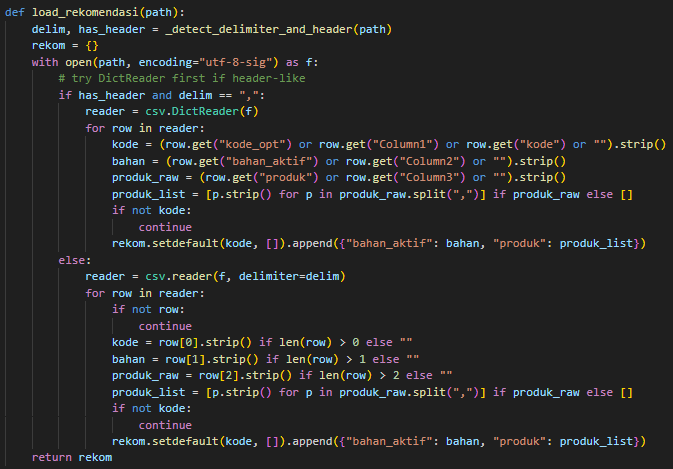 def load_rekomendasi(path):
    delim, has_header = _detect_delimiter_and_header(path)
    rekom = {}
    with open(path, encoding="utf-8-sig") as f:
        # try DictReader first if header-like
        if has_header and delim == ",":
            reader = csv.DictReader(f)
            for row in reader:
                kode = (row.get("kode_opt") or row.get("Column1") or row.get("kode") or "").strip()
                bahan = (row.get("bahan_aktif") or row.get("Column2") or "").strip()
                produk_raw = (row.get("produk") or row.get("Column3") or "").strip()
                produk_list = [p.strip() for p in produk_raw.split(",")] if produk_raw else []
                if not kode:
                    continue
                rekom.setdefault(kode, []).append({"bahan_aktif": bahan, "produk": produk_list})
        else:
            reader = csv.reader(f, delimiter=delim)
            for row in reader:
                if not row:
                    continue
                kode = row[0].strip() if len(row) > 0 else ""
                bahan = row[1].strip() if len(row) > 1 else ""
                produk_raw = row[2].strip() if len(row) > 2 else ""
                produk_list = [p.strip() for p in produk_raw.split(",")] if produk_raw else []
                if not kode:
                    continue
                rekom.setdefault(kode, []).append({"bahan_aktif": bahan, "produk": produk_list})
    return rekom